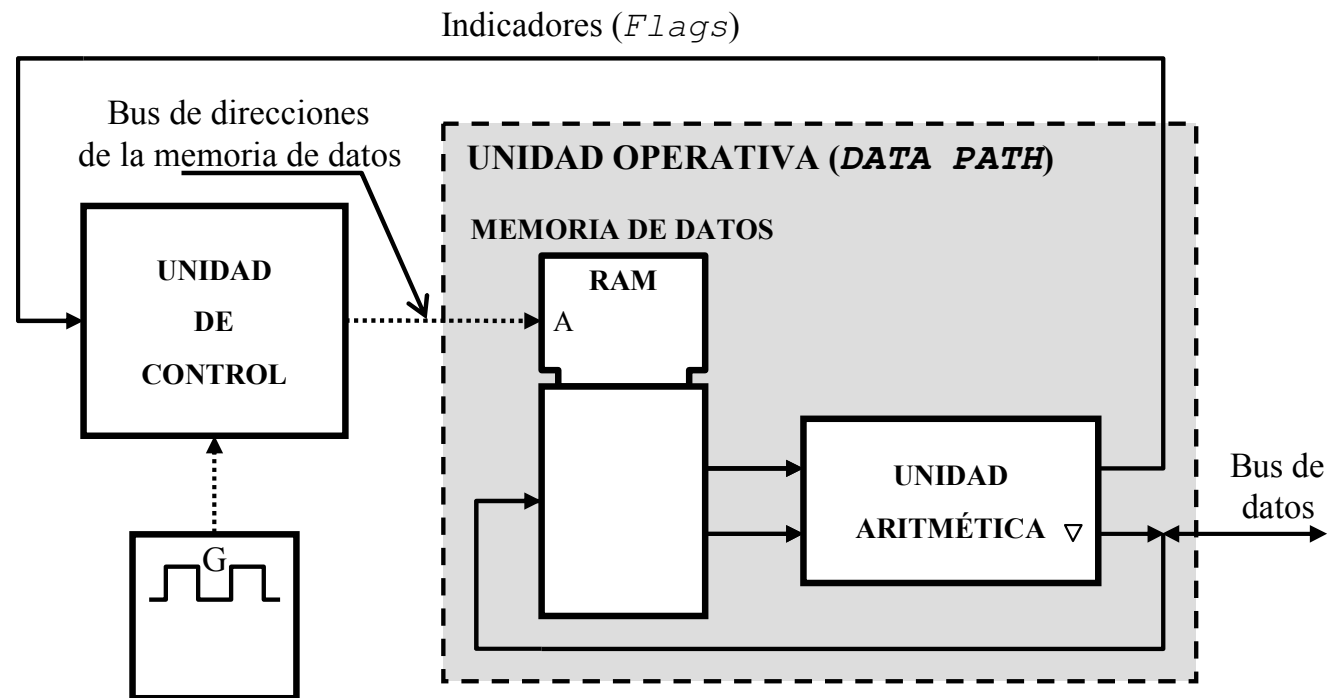 Indicadores (Flags)
Bus de direcciones
de la memoria de datos
UNIDAD OPERATIVA (DATA PATH)
MEMORIA DE DATOS
RAM
A
UNIDAD
DE
CONTROL
UNIDAD
ARITMÉTICA ▽
Bus de
datos
G